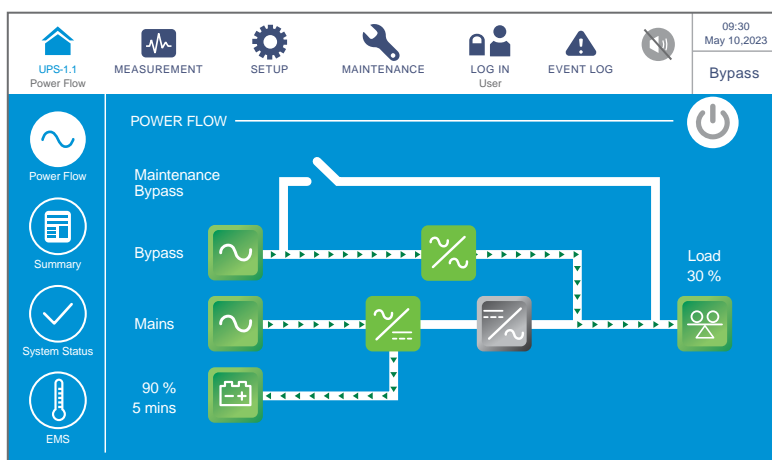 UPS-1.1
Power Flow
MEASUREMENT
SETUP
MAINTENANCE
LOG IN
User
EVENT LOG
09:30
May 10,2023
Bypass
Power Flow
Summary
System Status
EMS
POWER FLOW
Maintenance
Bypass
Bypass
Mains
90 %
5 mins
Load
30 %